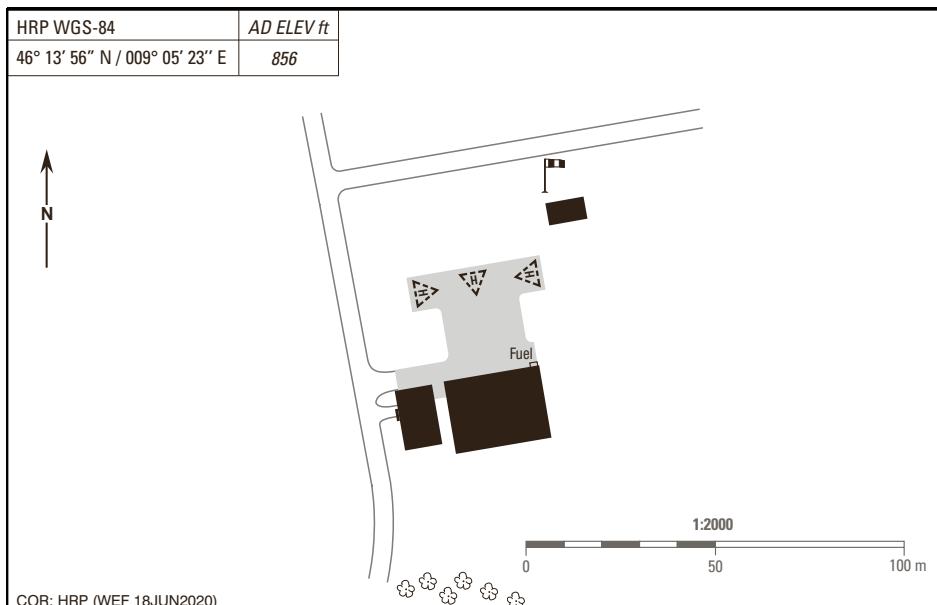 HRP WGS-84 AD ELEV ft
46° 13′ 56″ N / 009° 05′ 23″ E 856
N
H H H
Fuel
1:2000
0 50 100 m
COR: HRP (WEF 18JUN2020)